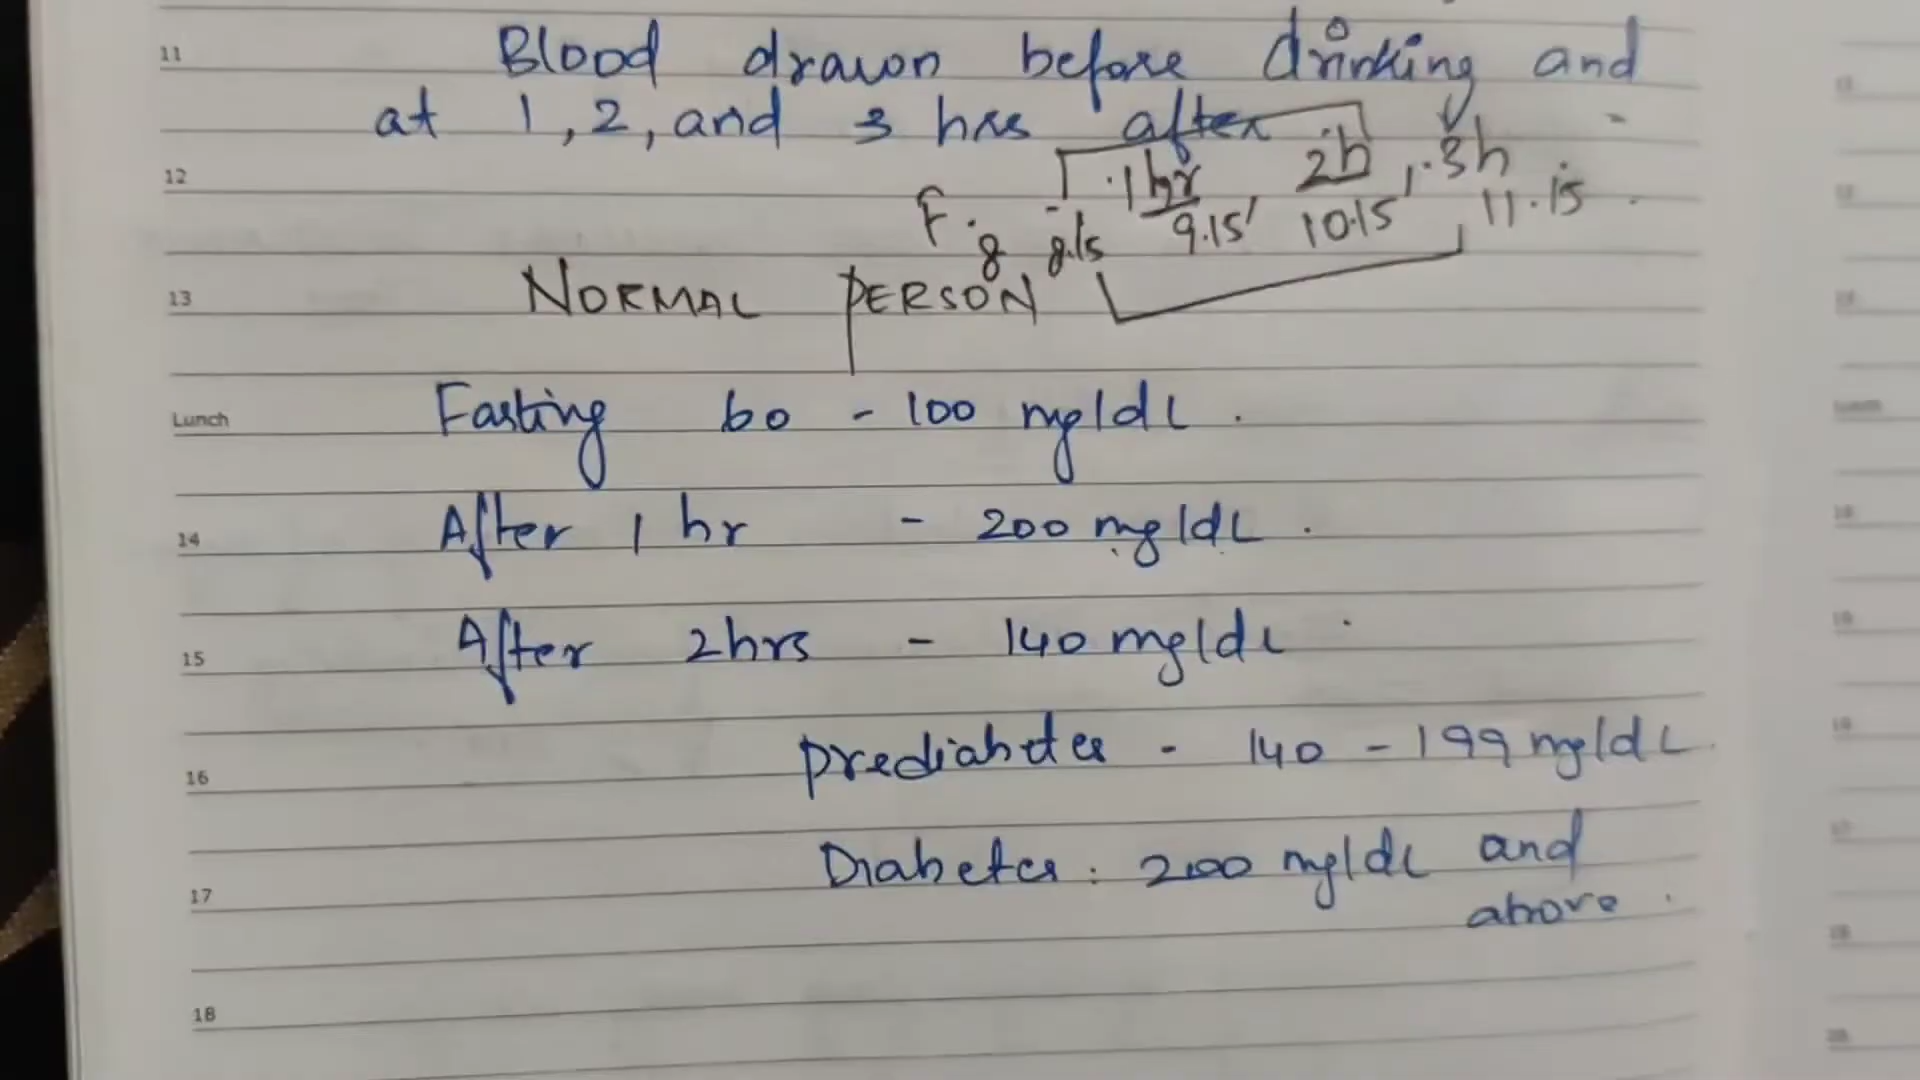 11 Blood drawn before drinking and
at 1, 2, and 3 hrs after
12 1hr 2h 3h
F. 8 8.15 9.15' 10.15 11.15
13 NORMAL PERSON
Lunch Fasting 60 - 100 mg/dL.
14 After 1 hr - 200 mg/dL.
15 After 2hrs - 140 mg/dL
16 prediabetes - 140 - 199 mg/dL
17 Diabetes: 200 mg/dL and
above.
18